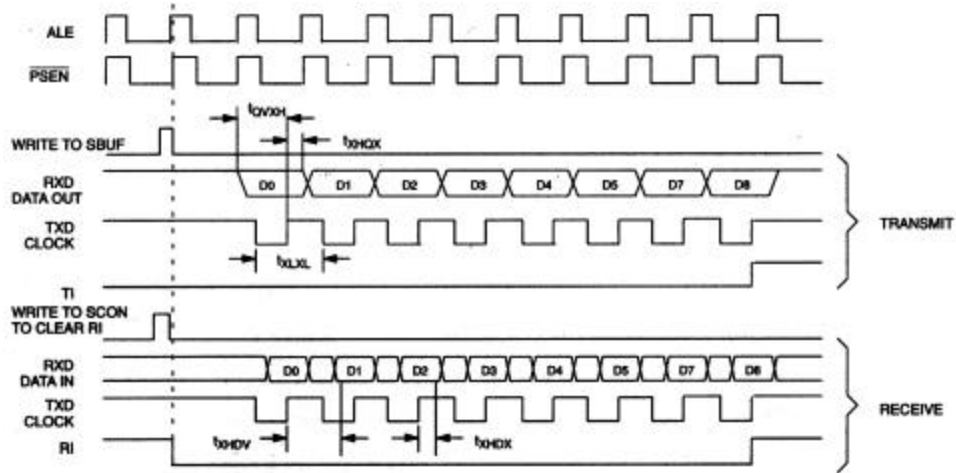 ALE
PSEN
tQVXH
WRITE TO SBUF
tXHQX
RXD
DATA OUT
D0 D1 D2 D3 D4 D5 D7 D8
TXD
CLOCK
TRANSMIT
tXLXL
TI
WRITE TO SCON
TO CLEAR RI
RXD
DATA IN
D0 D1 D2 D3 D4 D5 D7 D8
TXD
CLOCK
RECEIVE
tXHDV
tXHDX
RI